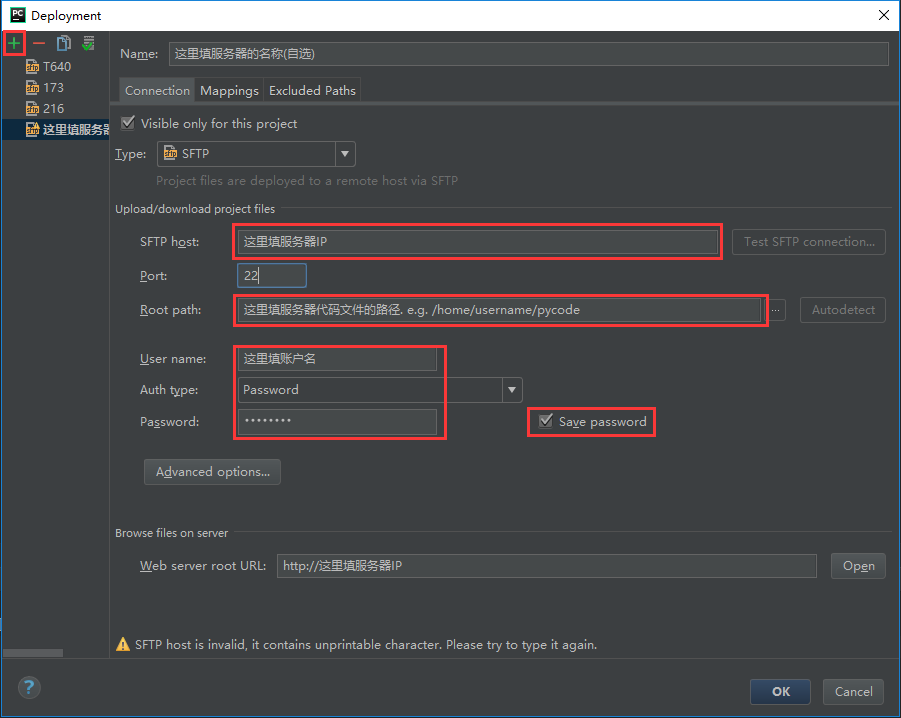 PC Deployment
Name: 这里填服务器的名称(自选)
T640
173
216
这里填服务器
Connection Mappings Excluded Paths
Visible only for this project
Type: SFTP
Project files are deployed to a remote host via SFTP
Upload/download project files
SFTP host: 这里填服务器IP Test SFTP connection...
Port: 22
Root path: 这里填服务器代码文件的路径. e.g. /home/username/pycode ... Autodetect
User name: 这里填账户名
Auth type: Password
Password: ••••••••
Save password
Advanced options...
Browse files on server
Web server root URL: http://这里填服务器IP Open
SFTP host is invalid, it contains unprintable character. Please try to type it again.
? OK Cancel